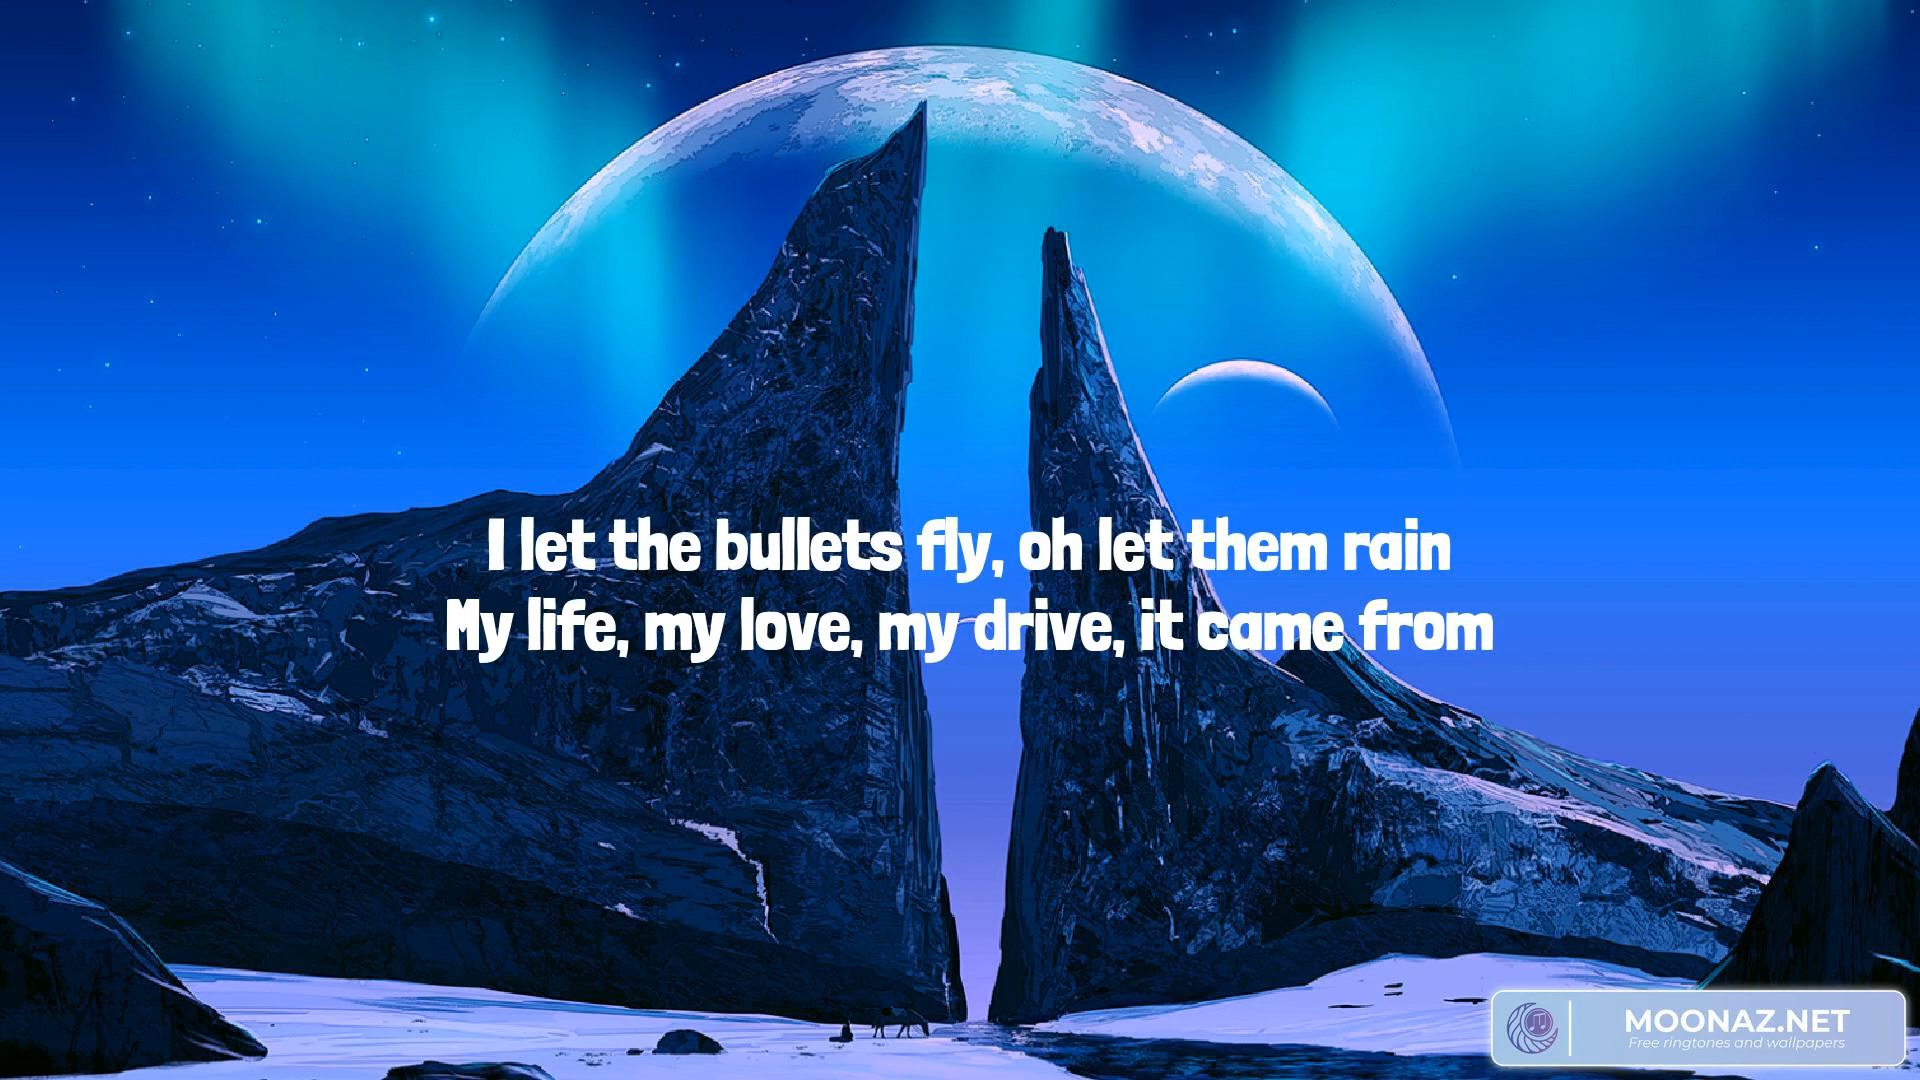 I let the bullets fly, oh let them rain
My life, my love, my drive, it came from
MOONAZ.NET
Free ringtones and wallpapers